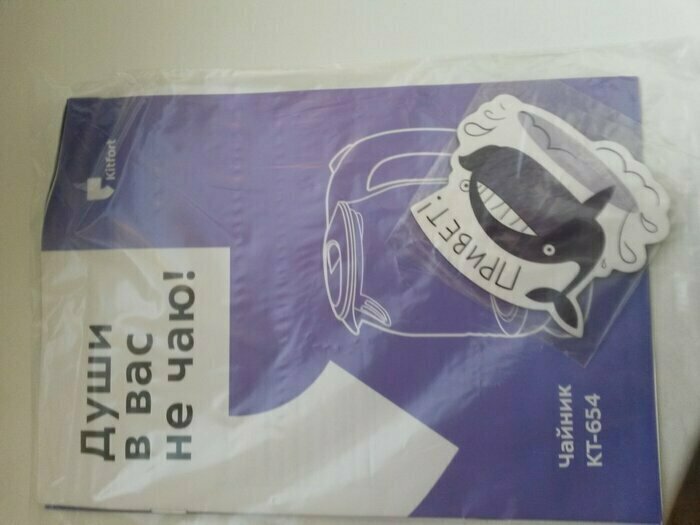 Kitfort
Души
в вас
не чаю!
ПРИВЕТ!
Чайник
КТ-654